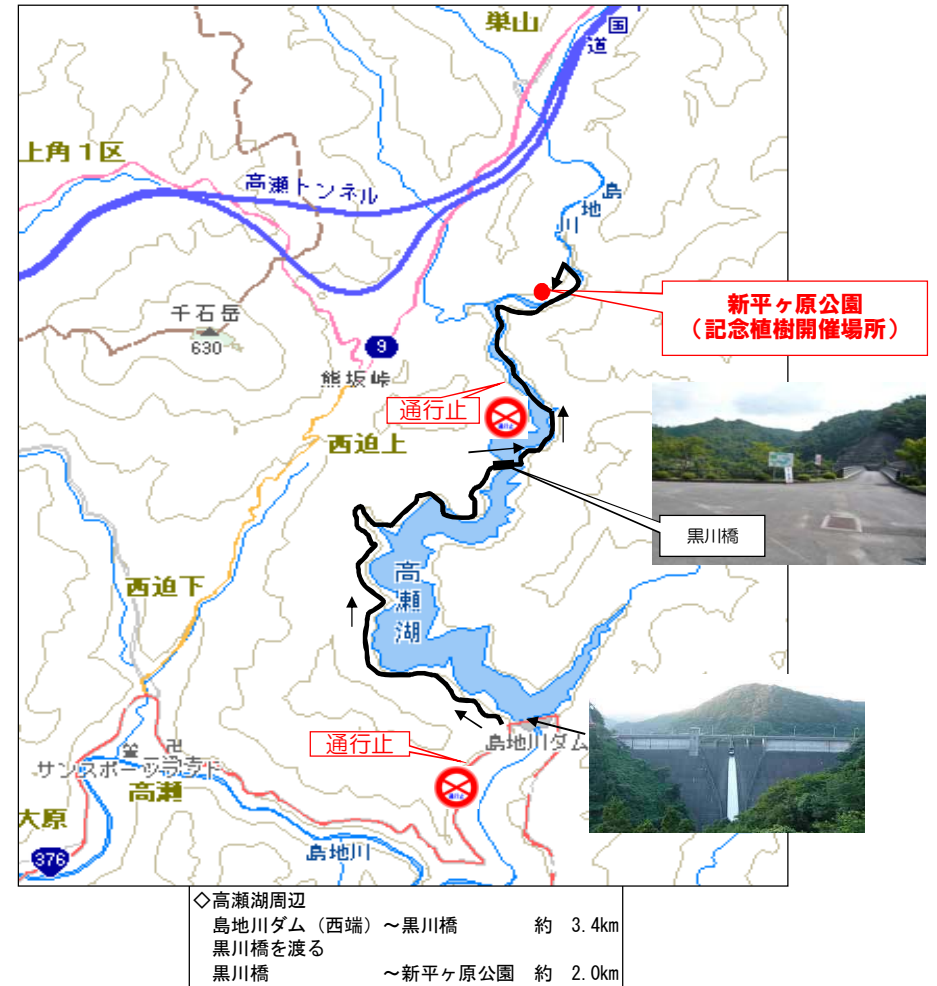 巣山
国
道
上角1区
高瀬トンネル
島地川
新平ヶ原公園
（記念植樹開催場所）
千石岳
630
9
熊坂峠
通行止
通行止
西迫上
黒川橋
高瀬湖
西迫下
通行止
島地川ダム
サンスポーツランド
高瀬
通行止
大原
島地川
376
◇高瀬湖周辺
島地川ダム（西端）～黒川橋 約 3.4km
黒川橋を渡る
黒川橋 ～新平ヶ原公園 約 2.0km